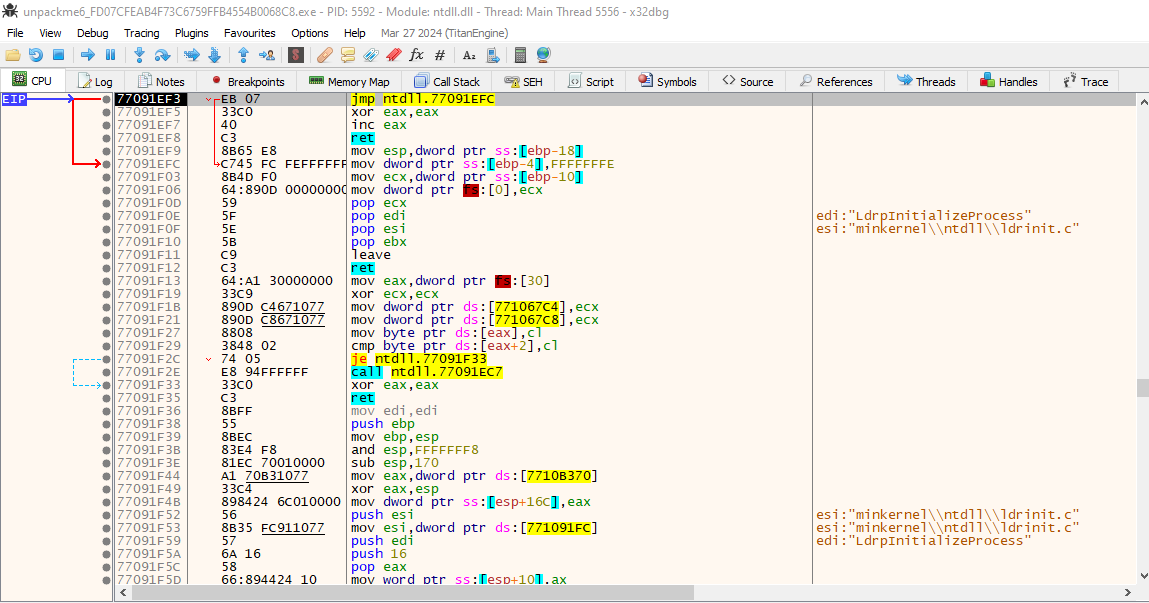 unpackme6_FD07CFEAB4F73C6759FFB4554B0068C8.exe - PID: 5592 - Module: ntdll.dll - Thread: Main Thread 5556 - x32dbg
File View Debug Tracing Plugins Favourites Options Help Mar 27 2024 (TitanEngine)
CPU Log Notes Breakpoints Memory Map Call Stack SEH Script Symbols Source References Threads Handles Trace
EIP 77091EF3 EB 07 jmp ntdll.77091EFC
77091EF5 33C0 xor eax,eax
77091EF7 40 inc eax
77091EF8 C3 ret
77091EF9 8B65 E8 mov esp,dword ptr ss:[ebp-18]
77091EFC C745 FC FEFFFFFF mov dword ptr ss:[ebp-4],FFFFFFFE
77091F03 8B4D F0 mov ecx,dword ptr ss:[ebp-10]
77091F06 64:890D 00000000 mov dword ptr fs:[0],ecx
77091F0D 59 pop ecx
77091F0E 5F pop edi edi:"LdrpInitializeProcess"
77091F0F 5E pop esi esi:"minkernel\\ntdll\\ldrinit.c"
77091F10 5B pop ebx
77091F11 C9 leave
77091F12 C3 ret
77091F13 64:A1 30000000 mov eax,dword ptr fs:[30]
77091F19 33C9 xor ecx,ecx
77091F1B 890D C4671077 mov dword ptr ds:[771067C4],ecx
77091F21 890D C8671077 mov dword ptr ds:[771067C8],ecx
77091F27 8808 mov byte ptr ds:[eax],cl
77091F29 3848 02 cmp byte ptr ds:[eax+2],cl
77091F2C 74 05 je ntdll.77091F33
77091F2E E8 94FFFFFF call ntdll.77091EC7
77091F33 33C0 xor eax,eax
77091F35 C3 ret
77091F36 8BFF mov edi,edi
77091F38 55 push ebp
77091F39 8BEC mov ebp,esp
77091F3B 83E4 F8 and esp,FFFFFFF8
77091F3E 81EC 70010000 sub esp,170
77091F44 A1 70B31077 mov eax,dword ptr ds:[7710B370]
77091F49 33C4 xor eax,esp
77091F4B 898424 6C010000 mov dword ptr ss:[esp+16C],eax
77091F52 56 push esi esi:"minkernel\\ntdll\\ldrinit.c"
77091F53 8B35 FC911077 mov esi,dword ptr ds:[771091FC] esi:"minkernel\\ntdll\\ldrinit.c"
77091F59 57 push edi edi:"LdrpInitializeProcess"
77091F5A 6A 16 push 16
77091F5C 58 pop eax
77091F5D 66:894424 10 mov word ptr ss:[esp+10],ax